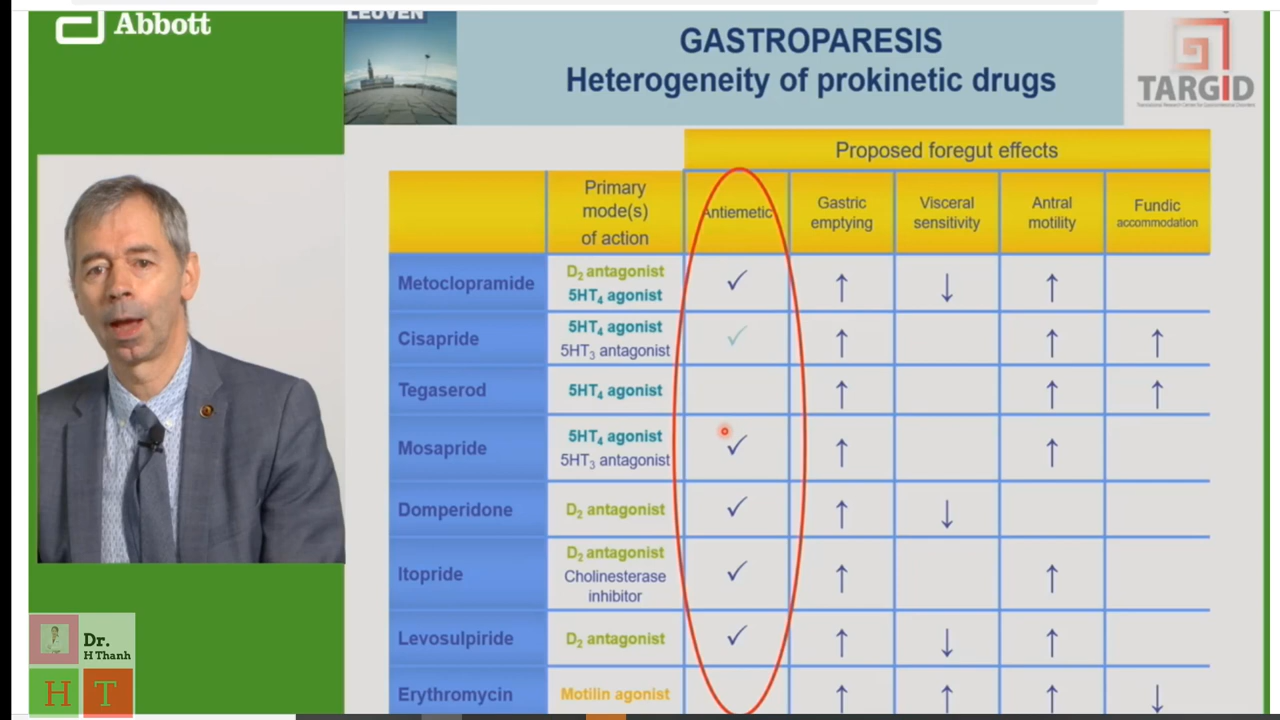 LEUVEN
Abbott
GASTROPARESIS
Heterogeneity of prokinetic drugs
TARGID
Proposed foregut effects
Primary
mode(s)
of action
Antiemetic
Gastric
emptying
Visceral
sensitivity
Antral
motility
Fundic
accommodation
Metoclopramide
D₂ antagonist
5HT₄ agonist
✓ ↑ ↓ ↑
Cisapride
5HT₄ agonist
5HT₃ antagonist
✓ ↑ ↑ ↑
Tegaserod
5HT₄ agonist
↑ ↑ ↑
Mosapride
5HT₄ agonist
5HT₃ antagonist
✓ ↑ ↑
Domperidone
D₂ antagonist
✓ ↑ ↓
Itopride
D₂ antagonist
Cholinesterase
inhibitor
✓ ↑ ↑
Levosulpiride
D₂ antagonist
✓ ↑ ↓ ↑
Erythromycin
Motilin agonist
↑ ↑ ↑ ↓
Dr.
H Thanh
H T